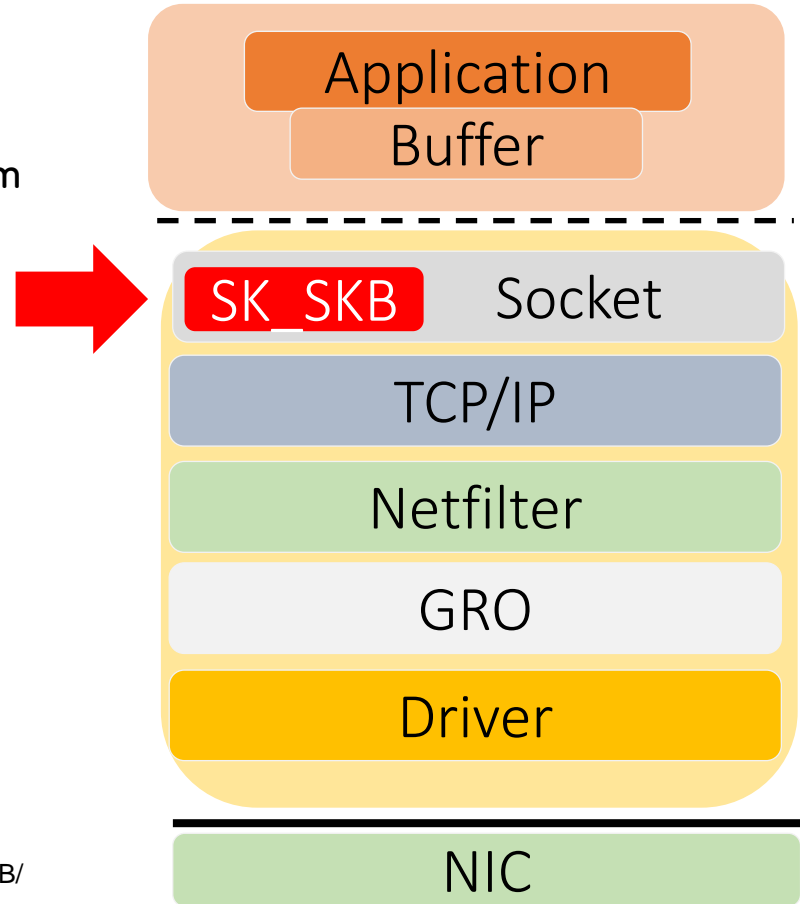 Application
Buffer
m
SK_SKB Socket
TCP/IP
Netfilter
GRO
Driver
B/
NIC